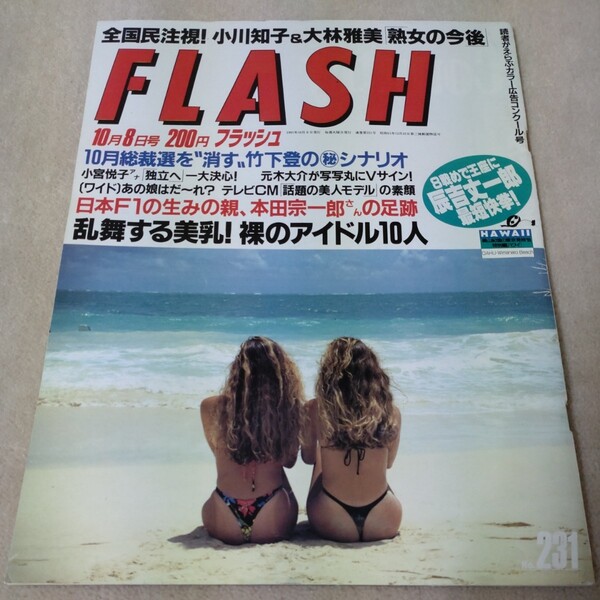 全国民注視!小川知子&大林雅美「熟女の今後」
FLASH
10月8日号 200円 フラッシュ
10月総裁選を〝消す〟竹下登の㊙シナリオ
小宮悦子アナ「独立へ」一大決心! 元木大介が写写丸にVサイン!
〔ワイド〕あの娘はだ〜れ? テレビCM「話題の美人モデル」の素顔
日本F1の生みの親、本田宗一郎さんの足跡
乱舞する美乳!裸のアイドル10人
読者がえらぶカラー広告コンクール号
8戦めで王座に
辰吉丈一郎
最短快挙!
HAWAII
No.231